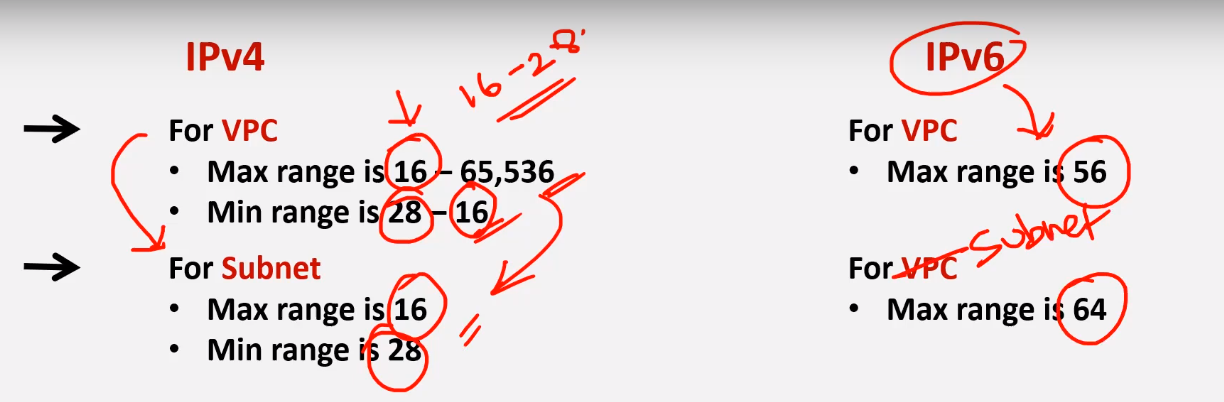 IPv4
16-28
For VPC
• Max range is 16 – 65,536
• Min range is 28 – 16
For Subnet
• Max range is 16
• Min range is 28
IPv6
For VPC
• Max range is 56
For VPC Subnet
• Max range is 64